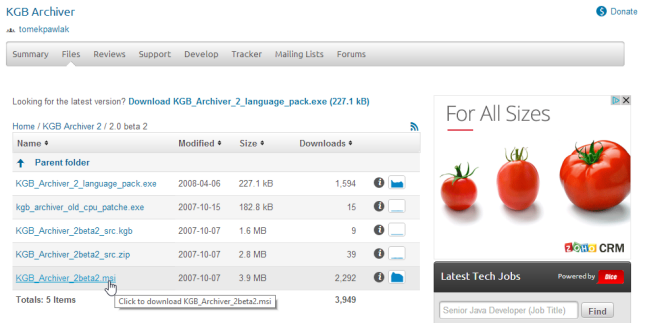 KGB Archiver
Donate
tomekpawlak
Summary Files Reviews Support Develop Tracker Mailing Lists Forums
Looking for the latest version? Download KGB_Archiver_2_language_pack.exe (227.1 kB)
Home / KGB Archiver 2 / 2.0 beta 2
Name Modified Size Downloads
Parent folder
KGB_Archiver_2_language_pack.exe 2008-04-06 227.1 kB 1,594
kgb_archiver_old_cpu_patche.exe 2007-10-15 182.8 kB 15
KGB_Archiver_2beta2_src.kgb 2007-10-07 1.6 MB 9
KGB_Archiver_2beta2_src.zip 2007-10-07 2.8 MB 39
KGB_Archiver_2beta2.msi 2007-10-07 3.9 MB 2,292
Totals: 5 Items 3,949
Click to download KGB_Archiver_2beta2.msi
For All Sizes
ZOHO CRM
Latest Tech Jobs Powered by Dice
Senior Java Developer (Job Title) Find